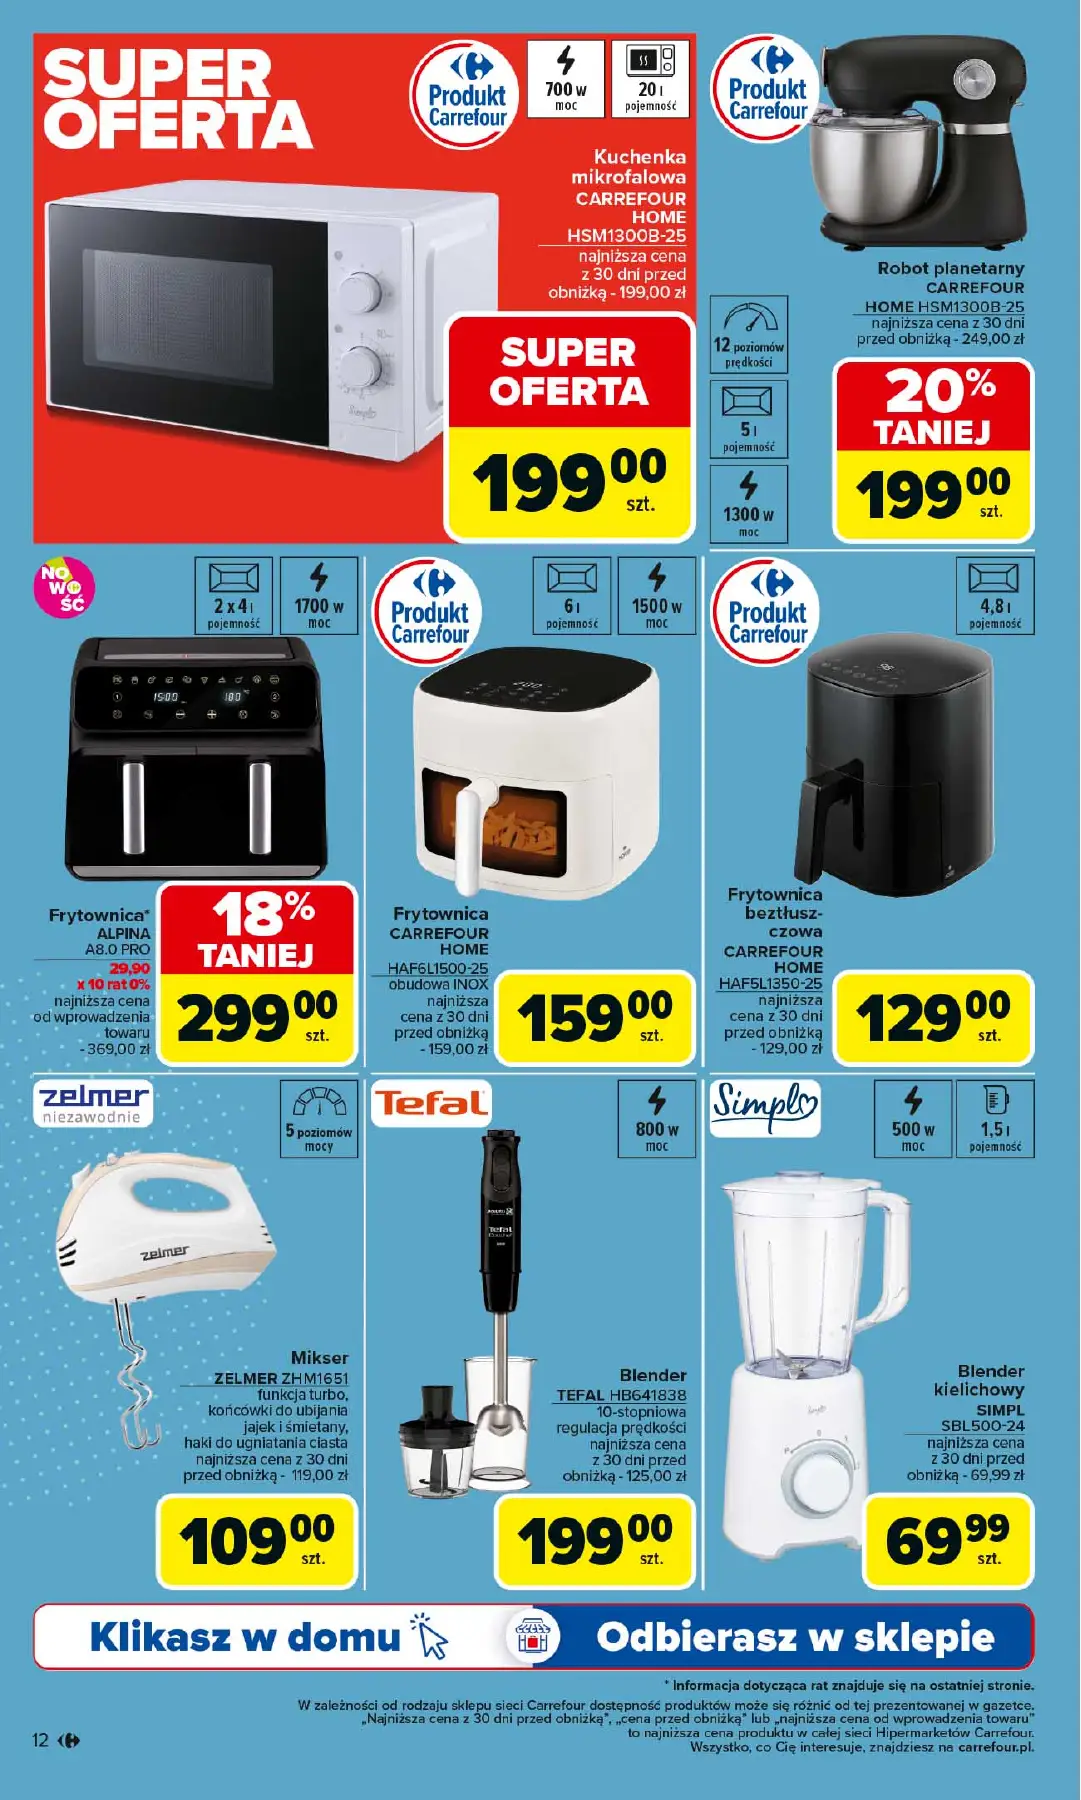 SUPER
OFERTA
Produkt
Carrefour
700 w
moc
20 l
pojemność
Kuchenka
mikrofalowa
CARREFOUR
HOME
HSM1300B-25
najniższa cena
z 30 dni przed
obniżką - 199,00 zł
Simpl
SUPER
OFERTA
199 00
szt.
Produkt
Carrefour
Robot planetarny
CARREFOUR
HOME HSM1300B-25
najniższa cena z 30 dni
przed obniżką - 249,00 zł
12 poziomów
prędkości
5 l
pojemność
1300 w
moc
20%
TANIEJ
199 00
szt.
NO
WO
ŚĆ
2 x 4 l
pojemność
1700 w
moc
15:00
180
Frytownica*
ALPINA
A8.0 PRO
29,90
x 10 rat 0%
najniższa cena
od wprowadzenia
towaru
- 369,00 zł
18%
TANIEJ
299 00
szt.
Produkt
Carrefour
6 l
pojemność
1500 w
moc
Frytownica
CARREFOUR
HOME
HAF6L1500-25
obudowa INOX
najniższa
cena z 30 dni
przed obniżką
- 159,00 zł
159 00
szt.
Produkt
Carrefour
4,8 l
pojemność
Frytownica
beztłusz-
czowa
CARREFOUR
HOME
HAF5L1350-25
najniższa
cena z 30 dni
przed obniżką
- 129,00 zł
129 00
szt.
zelmer
niezawodnie
5 poziomów
mocy
zelmer
Mikser
ZELMER ZHM1651
funkcja turbo,
końcówki do ubijania
jajek i śmietany,
haki do ugniatania ciasta
najniższa cena z 30 dni
przed obniżką - 119,00 zł
109 00
szt.
Tefal
800 w
moc
Tefal
Blender
TEFAL HB641838
10-stopniowa
regulacja prędkości
najniższa cena
z 30 dni przed
obniżką - 125,00 zł
199 00
szt.
Simpl
500 w
moc
1,5 l
pojemność
Blender
kielichowy
SIMPL
SBL500-24
najniższa cena
z 30 dni przed
obniżką - 69,99 zł
69 99
szt.
Klikasz w domu
Odbierasz w sklepie
* Informacja dotycząca rat znajduje się na ostatniej stronie.
W zależności od rodzaju sklepu sieci Carrefour dostępność produktów może się różnić od tej prezentowanej w gazetce.
„Najniższa cena z 30 dni przed obniżką", „cena przed obniżką" lub „najniższa cena od wprowadzenia towaru"
to najniższa cena produktu w całej sieci Hipermarketów Carrefour.
Wszystko, co Cię interesuje, znajdziesz na carrefour.pl.
12